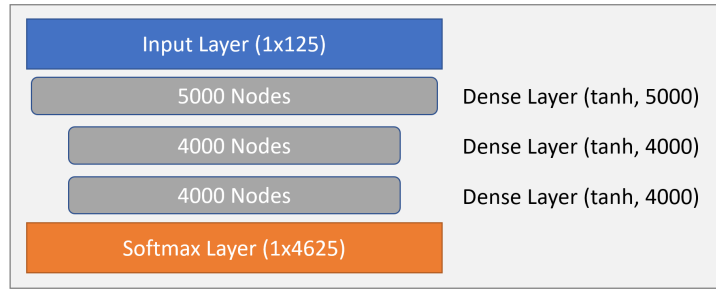 Input Layer (1x125)
5000 Nodes Dense Layer (tanh, 5000)
4000 Nodes Dense Layer (tanh, 4000)
4000 Nodes Dense Layer (tanh, 4000)
Softmax Layer (1x4625)